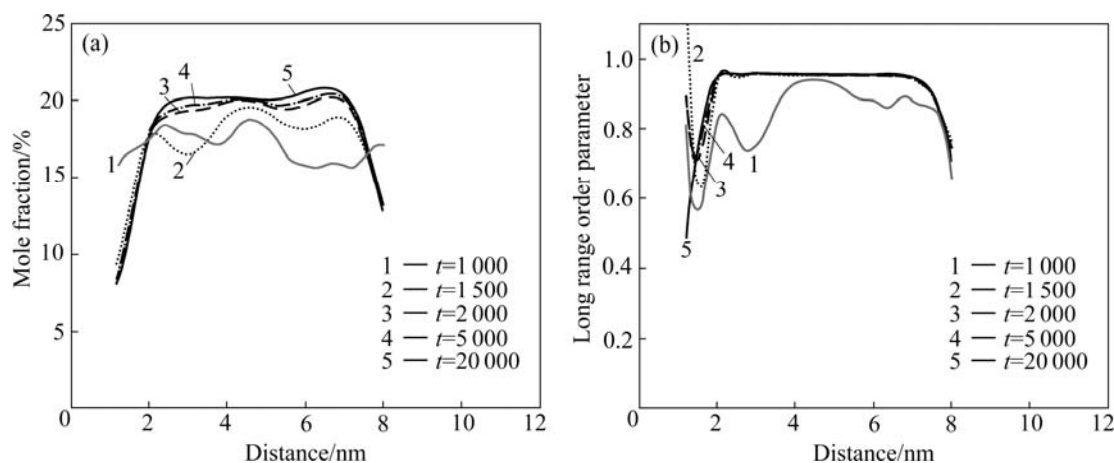 (a)
Mole fraction/%
25
20
15
10
5
0
1
3
4
5
2
1 t=1 000
2 t=1 500
3 t=2 000
4 t=5 000
5 t=20 000
0 2 4 6 8 10 12
Distance/nm
(b)
Long range order parameter
1.0
0.8
0.6
0.4
0.2
2
1
4
3
5
1 t=1 000
2 t=1 500
3 t=2 000
4 t=5 000
5 t=20 000
0 2 4 6 8 10 12
Distance/nm